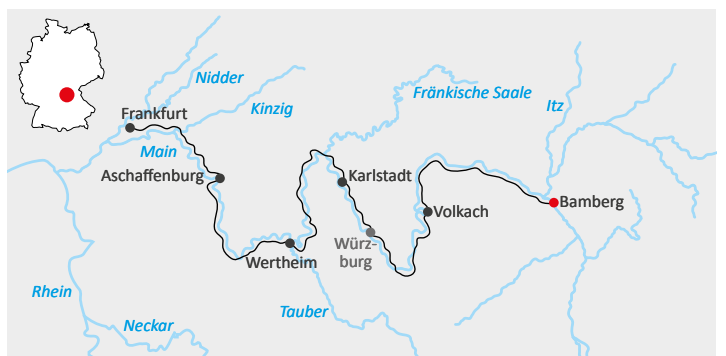 Nidder
Fränkische Saale
Kinzig
Itz
Frankfurt
Main
Aschaffenburg
Karlstadt
Bamberg
Volkach
Würz-
burg
Wertheim
Rhein
Tauber
Neckar